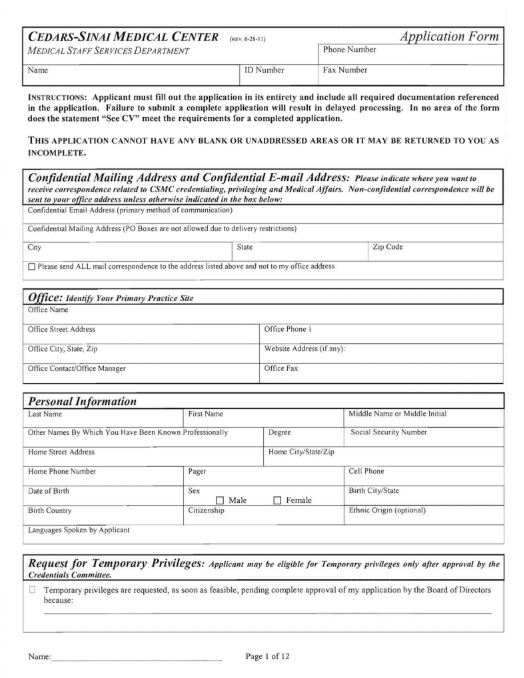 CEDARS-SINAI MEDICAL CENTER (REV. 6-28-11) Application Form
MEDICAL STAFF SERVICES DEPARTMENT Phone Number
Name ID Number Fax Number
INSTRUCTIONS: Applicant must fill out the application in its entirety and include all required documentation referenced
in the application. Failure to submit a complete application will result in delayed processing. In no area of the form
does the statement “See CV” meet the requirements for a completed application.
THIS APPLICATION CANNOT HAVE ANY BLANK OR UNADDRESSED AREAS OR IT MAY BE RETURNED TO YOU AS
INCOMPLETE.
Confidential Mailing Address and Confidential E-mail Address: Please indicate where you want to
receive correspondence related to CSMC credentialing, privileging and Medical Affairs. Non-confidential correspondence will be
sent to your office address unless otherwise indicated in the box below:
Confidential Email Address (primary method of communication)
Confidential Mailing Address (PO Boxes are not allowed due to delivery restrictions)
City State Zip Code
Please send ALL mail correspondence to the address listed above and not to my office address
Office: Identify Your Primary Practice Site
Office Name
Office Street Address Office Phone 1
Office City, State, Zip Website Address (if any):
Office Contact/Office Manager Office Fax
Personal Information
Last Name First Name Middle Name or Middle Initial
Other Names By Which You Have Been Known Professionally Degree Social Security Number
Home Street Address Home City/State/Zip
Home Phone Number Pager Cell Phone
Date of Birth Sex Birth City/State
Male Female
Birth Country Citizenship Ethnic Origin (optional)
Languages Spoken by Applicant
Request for Temporary Privileges: Applicant may be eligible for Temporary privileges only after approval by the
Credentials Committee.
Temporary privileges are requested, as soon as feasible, pending complete approval of my application by the Board of Directors
because:
Name: Page 1 of 12